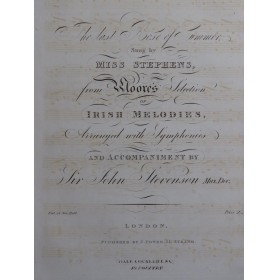 The last Rose of Summer,
Sung by
MISS STEPHENS,
from Moore's Selection
OF
IRISH MELODIES,
Arranged with Symphonies
AND ACCOMPANIMENT BY
Sir John Stevenson Mus. Doc.
LONDON,